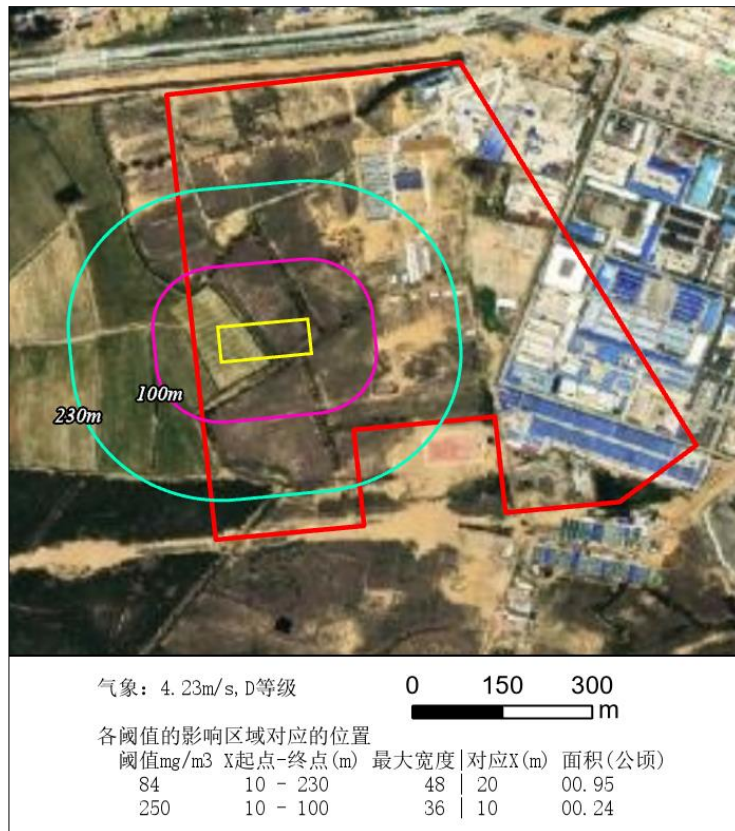 230m
100m
气象: 4.23m/s,D等级
0 150 300
m
各阈值的影响区域对应的位置
阈值mg/m3 X起点-终点(m) 最大宽度|对应X(m) 面积(公顷)
84 10 - 230 48 | 20 00.95
250 10 - 100 36 | 10 00.24